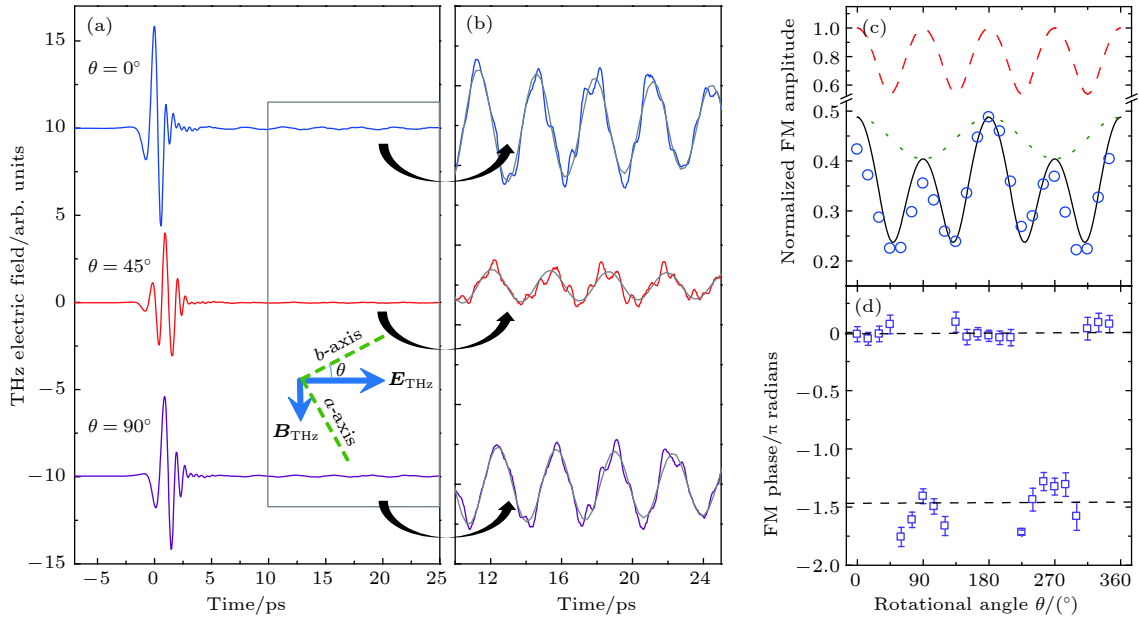 (a)
THz electric field/arb. units
15
10
5
0
−5
−10
−15
θ = 0°
θ = 45°
θ = 90°
b-axis
θ
E THz
B THz
a-axis
−5 0 5 10 15 20 25
Time/ps
(b)
12 16 20 24
Time/ps
(c)
Normalized FM amplitude
1.0
0.8
0.6
0.5
0.4
0.3
0.2
(d)
FM phase/π radians
0
−0.5
−1.0
−1.5
−2.0
0 90 180 270 360
Rotational angle θ/(°)